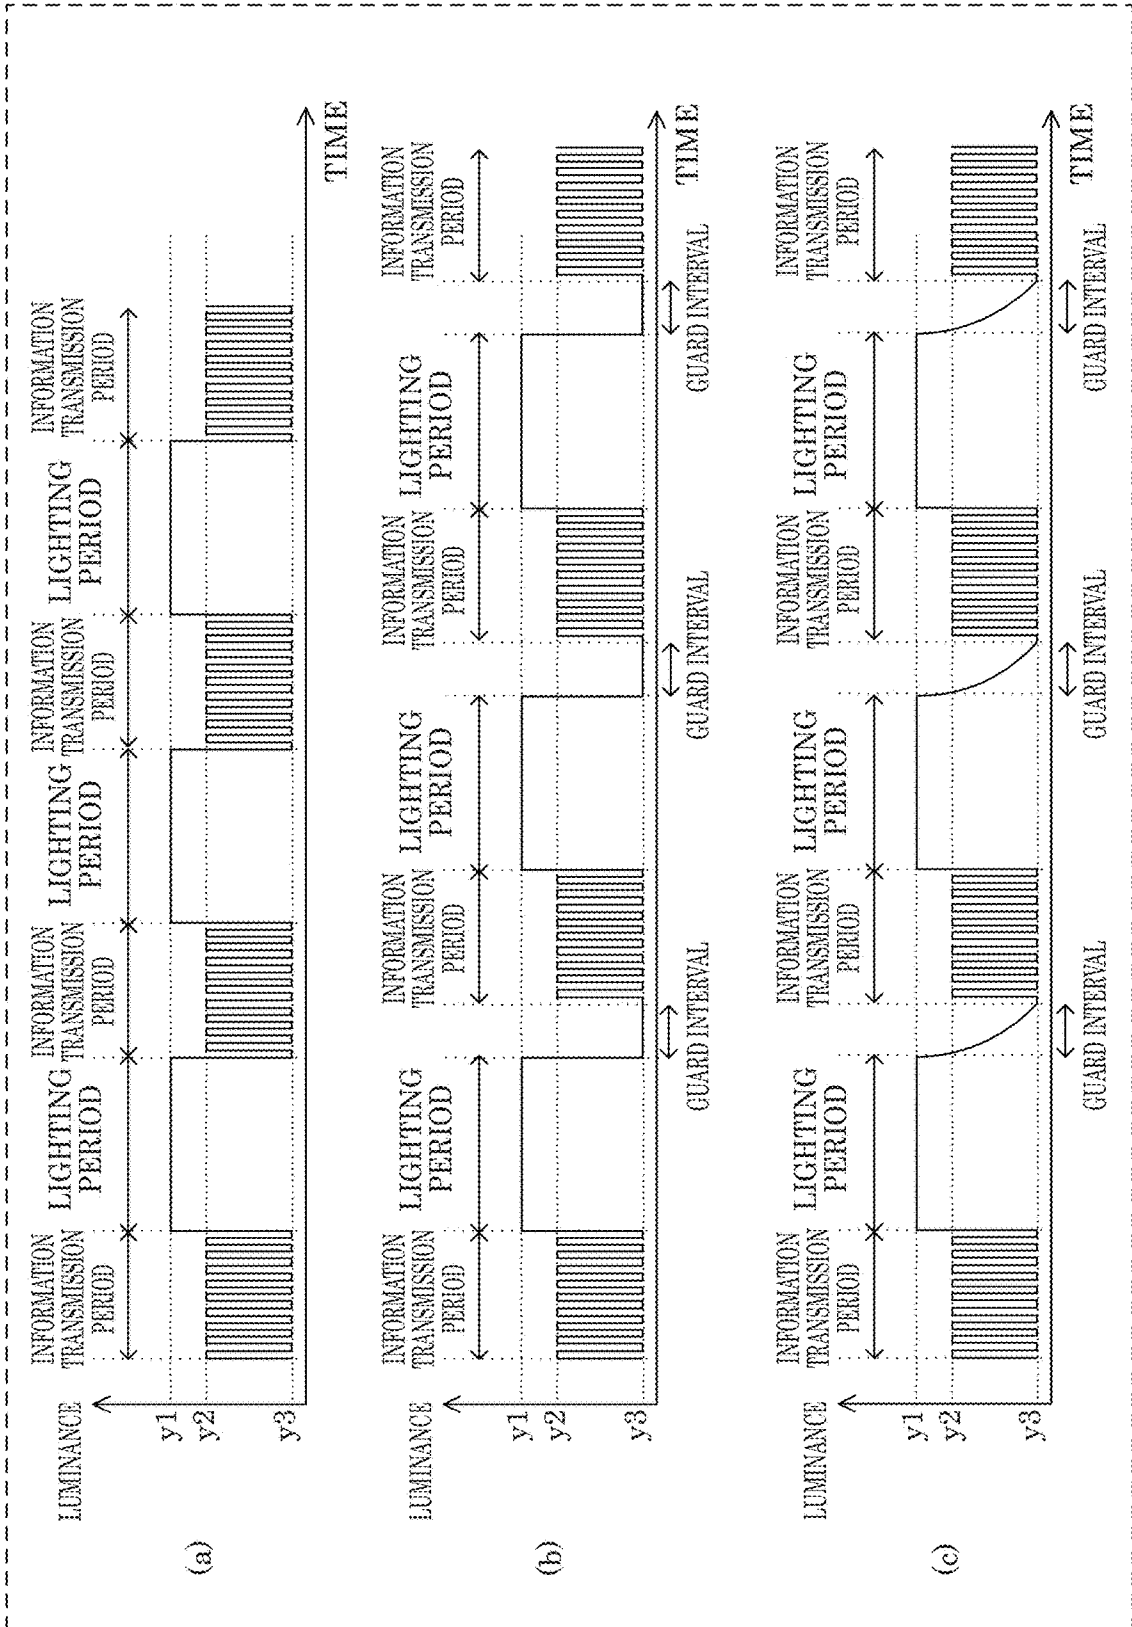 (a)
LUMINANCE
y1
y2
y3
INFORMATION
TRANSMISSION
PERIOD
LIGHTING
PERIOD
INFORMATION
TRANSMISSION
PERIOD
LIGHTING
PERIOD
INFORMATION
TRANSMISSION
PERIOD
LIGHTING
PERIOD
INFORMATION
TRANSMISSION
PERIOD
TIME
(b)
LUMINANCE
y1
y2
y3
INFORMATION
TRANSMISSION
PERIOD
LIGHTING
PERIOD
INFORMATION
TRANSMISSION
PERIOD
LIGHTING
PERIOD
INFORMATION
TRANSMISSION
PERIOD
LIGHTING
PERIOD
INFORMATION
TRANSMISSION
PERIOD
GUARD INTERVAL
GUARD INTERVAL
GUARD INTERVAL
TIME
(c)
LUMINANCE
y1
y2
y3
INFORMATION
TRANSMISSION
PERIOD
LIGHTING
PERIOD
INFORMATION
TRANSMISSION
PERIOD
LIGHTING
PERIOD
INFORMATION
TRANSMISSION
PERIOD
LIGHTING
PERIOD
INFORMATION
TRANSMISSION
PERIOD
GUARD INTERVAL
GUARD INTERVAL
GUARD INTERVAL
TIME